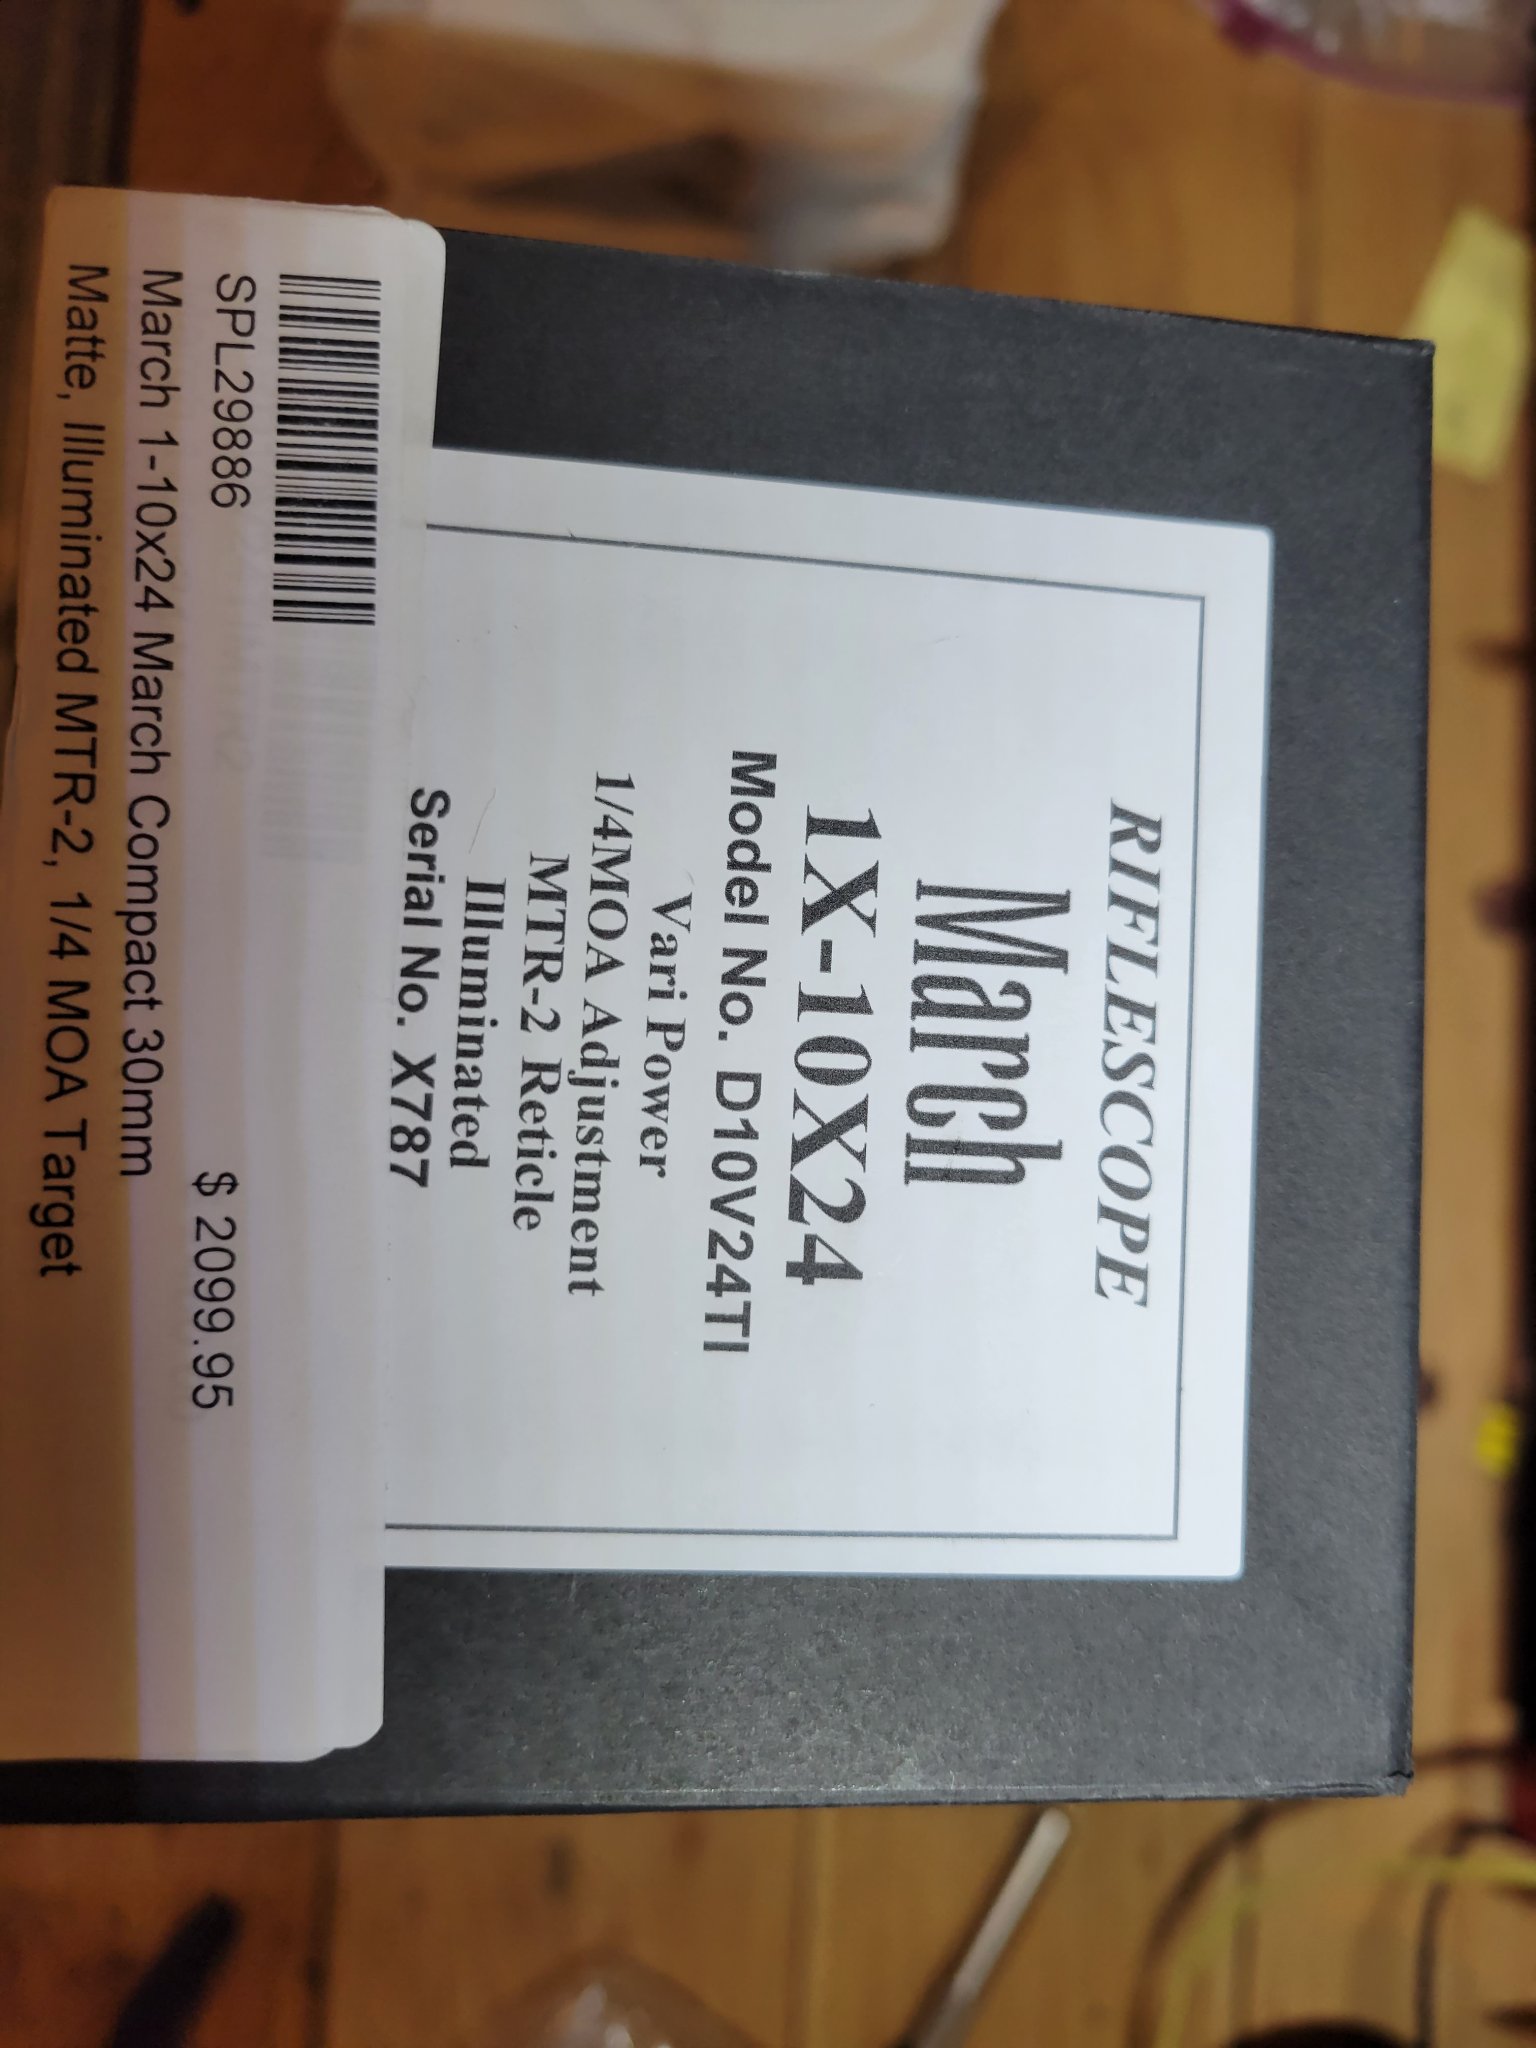 RIFLESCOPE
March
1X-10X24
Model No. D10V24TI
Vari Power
1/4MOA Adjustment
MTR-2 Reticle
Illuminated
Serial No. X787
SPL29886
$ 2099.95
March 1-10x24 March Compact 30mm
Matte, Illuminated MTR-2, 1/4 MOA Target